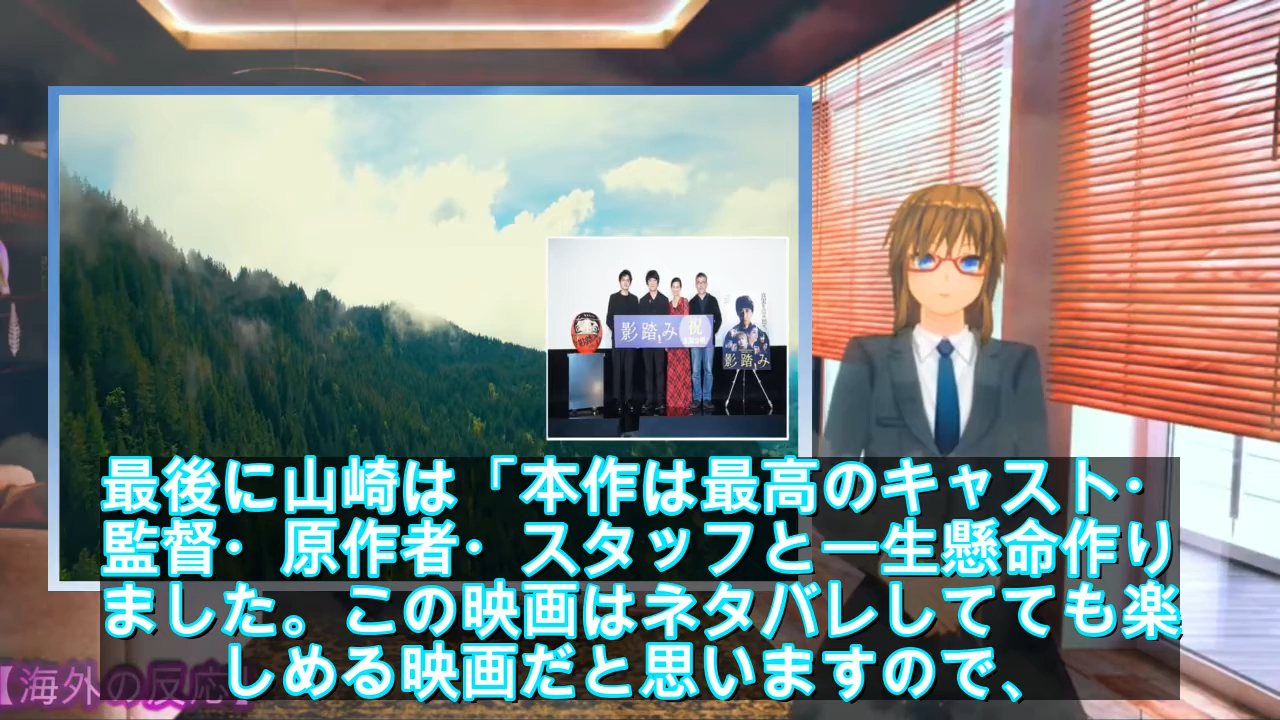 影踏み
祝
影踏み
最後に山崎は「本作は最高のキャスト・
監督・原作者・スタッフと一生懸命作り
ました。この映画はネタバレしてても楽
しめる映画だと思いますので、
【海外の反応】